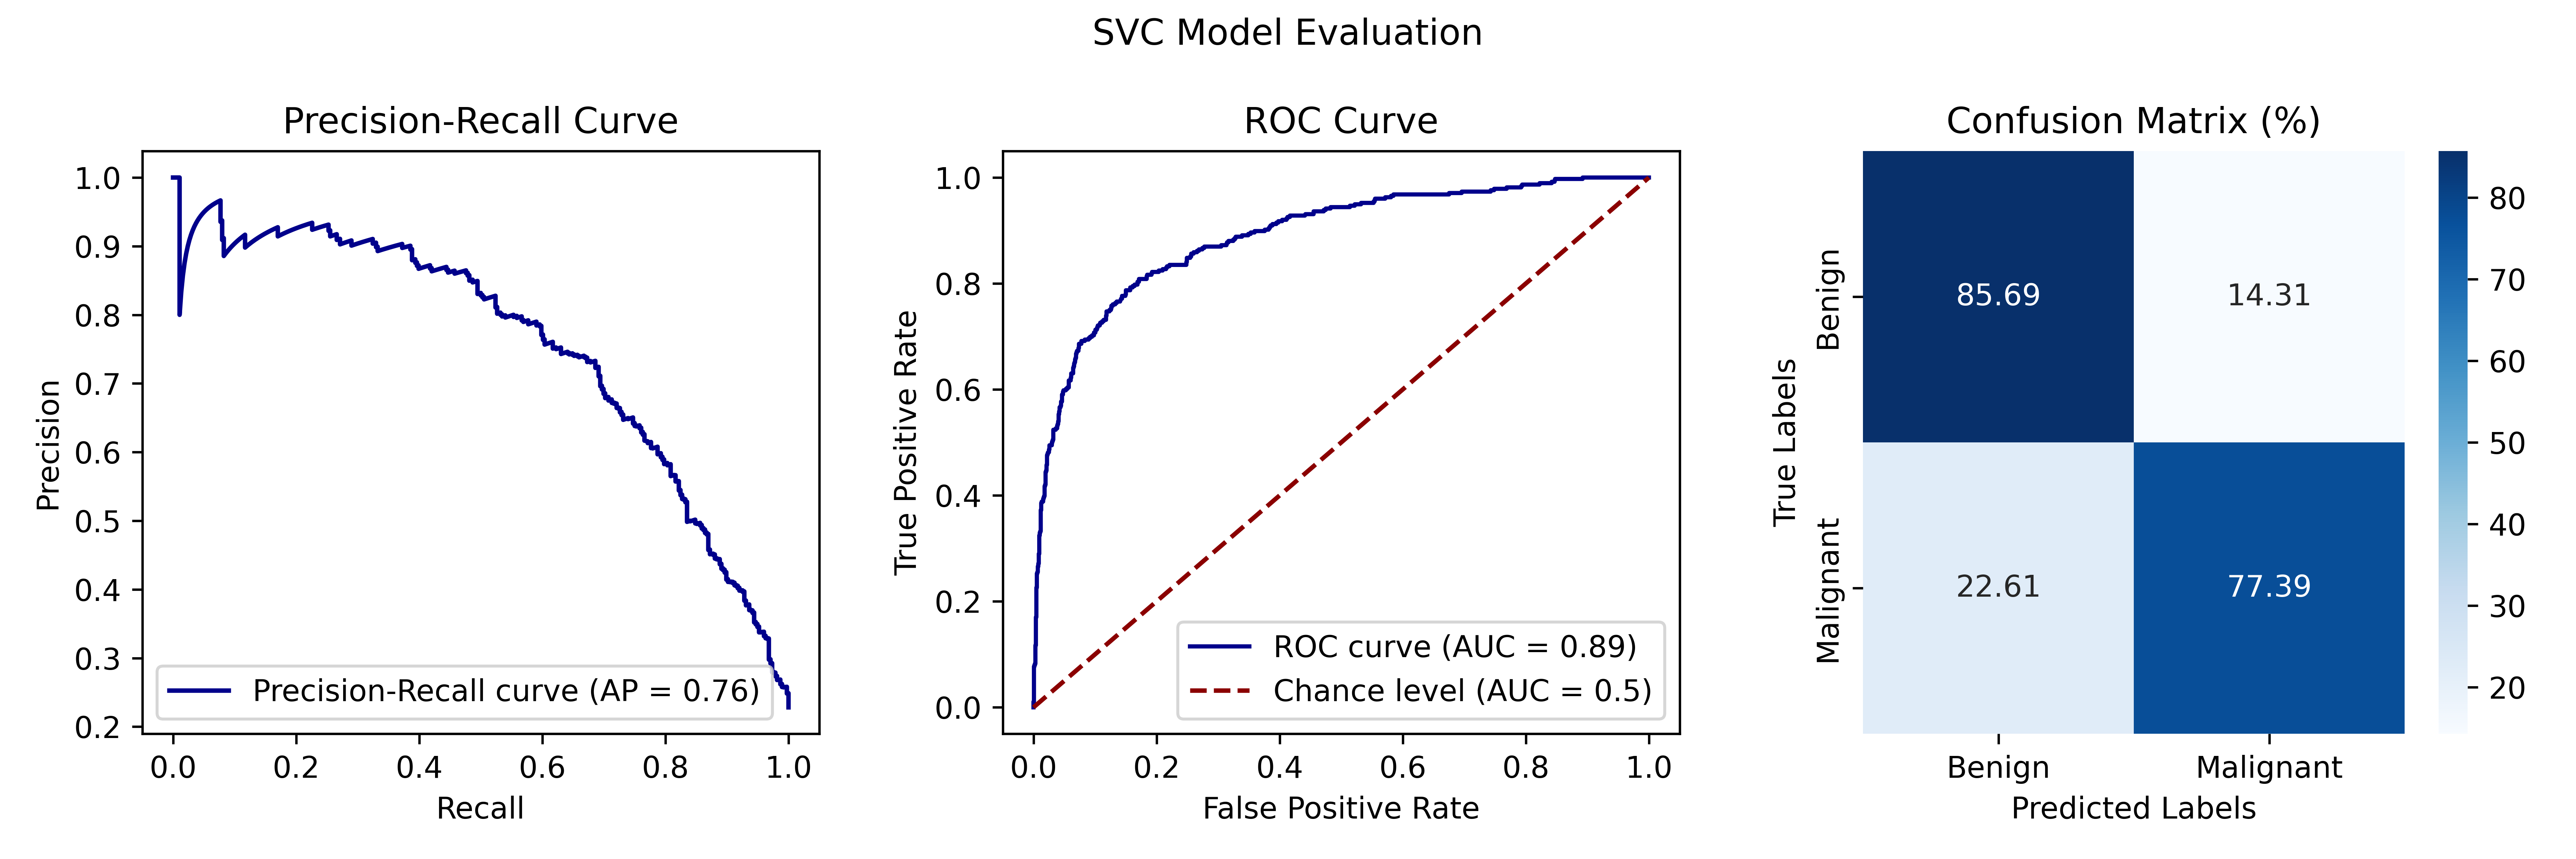 SVC Model Evaluation
Precision-Recall Curve
1.0
0.9
0.8
0.7
0.6
0.5
0.4
0.3
0.2
Precision
Precision-Recall curve (AP = 0.76)
0.0 0.2 0.4 0.6 0.8 1.0
Recall
ROC Curve
1.0
0.8
0.6
0.4
0.2
0.0
True Positive Rate
ROC curve (AUC = 0.89)
Chance level (AUC = 0.5)
0.0 0.2 0.4 0.6 0.8 1.0
False Positive Rate
Confusion Matrix (%)
True Labels
Benign
Malignant
85.69 14.31
22.61 77.39
Benign Malignant
Predicted Labels
80
70
60
50
40
30
20